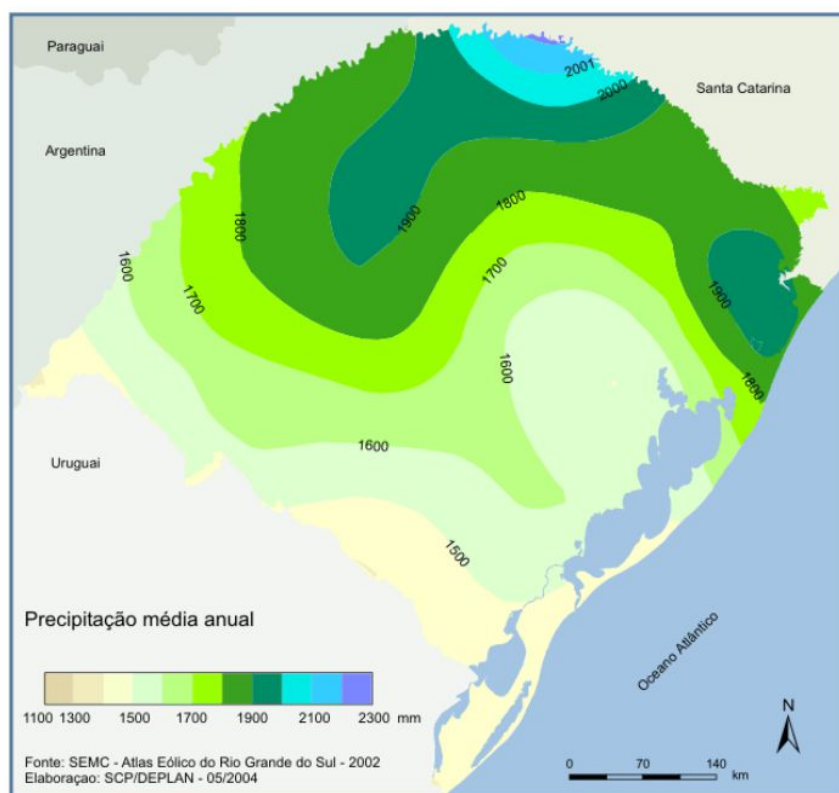 Paraguai
Argentina
Santa Catarina
Uruguai
2001
2000
1900
1800
1800
1700
1600
1700
1900
1800
1600
1600
1500
Oceano Atlântico
Precipitação média anual
1100 1300 1500 1700 1900 2100 2300 mm
Fonte: SEMC - Atlas Eólico do Rio Grande do Sul - 2002
Elaboraçao: SCP/DEPLAN - 05/2004
N
0 70 140
km